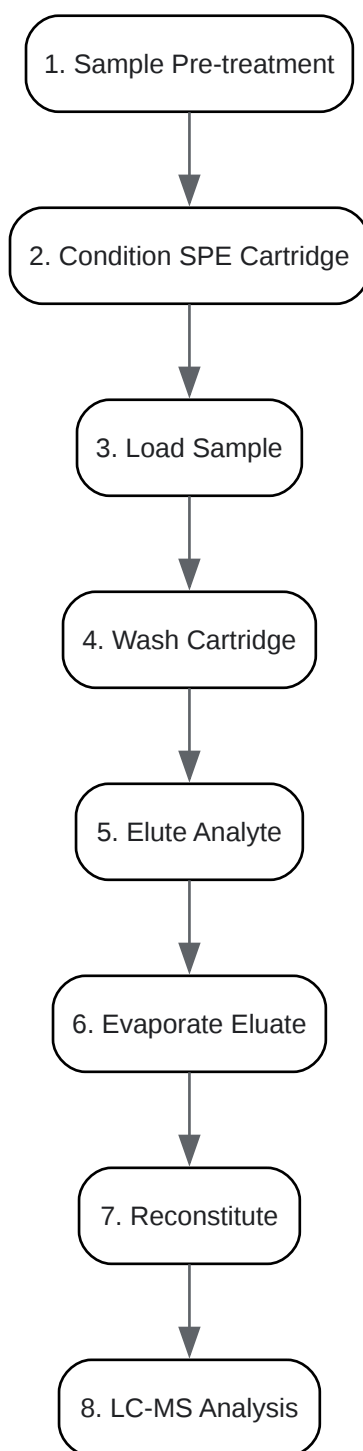 1. Sample Pre-treatment
2. Condition SPE Cartridge
3. Load Sample
4. Wash Cartridge
5. Elute Analyte
6. Evaporate Eluate
7. Reconstitute
8. LC-MS Analysis